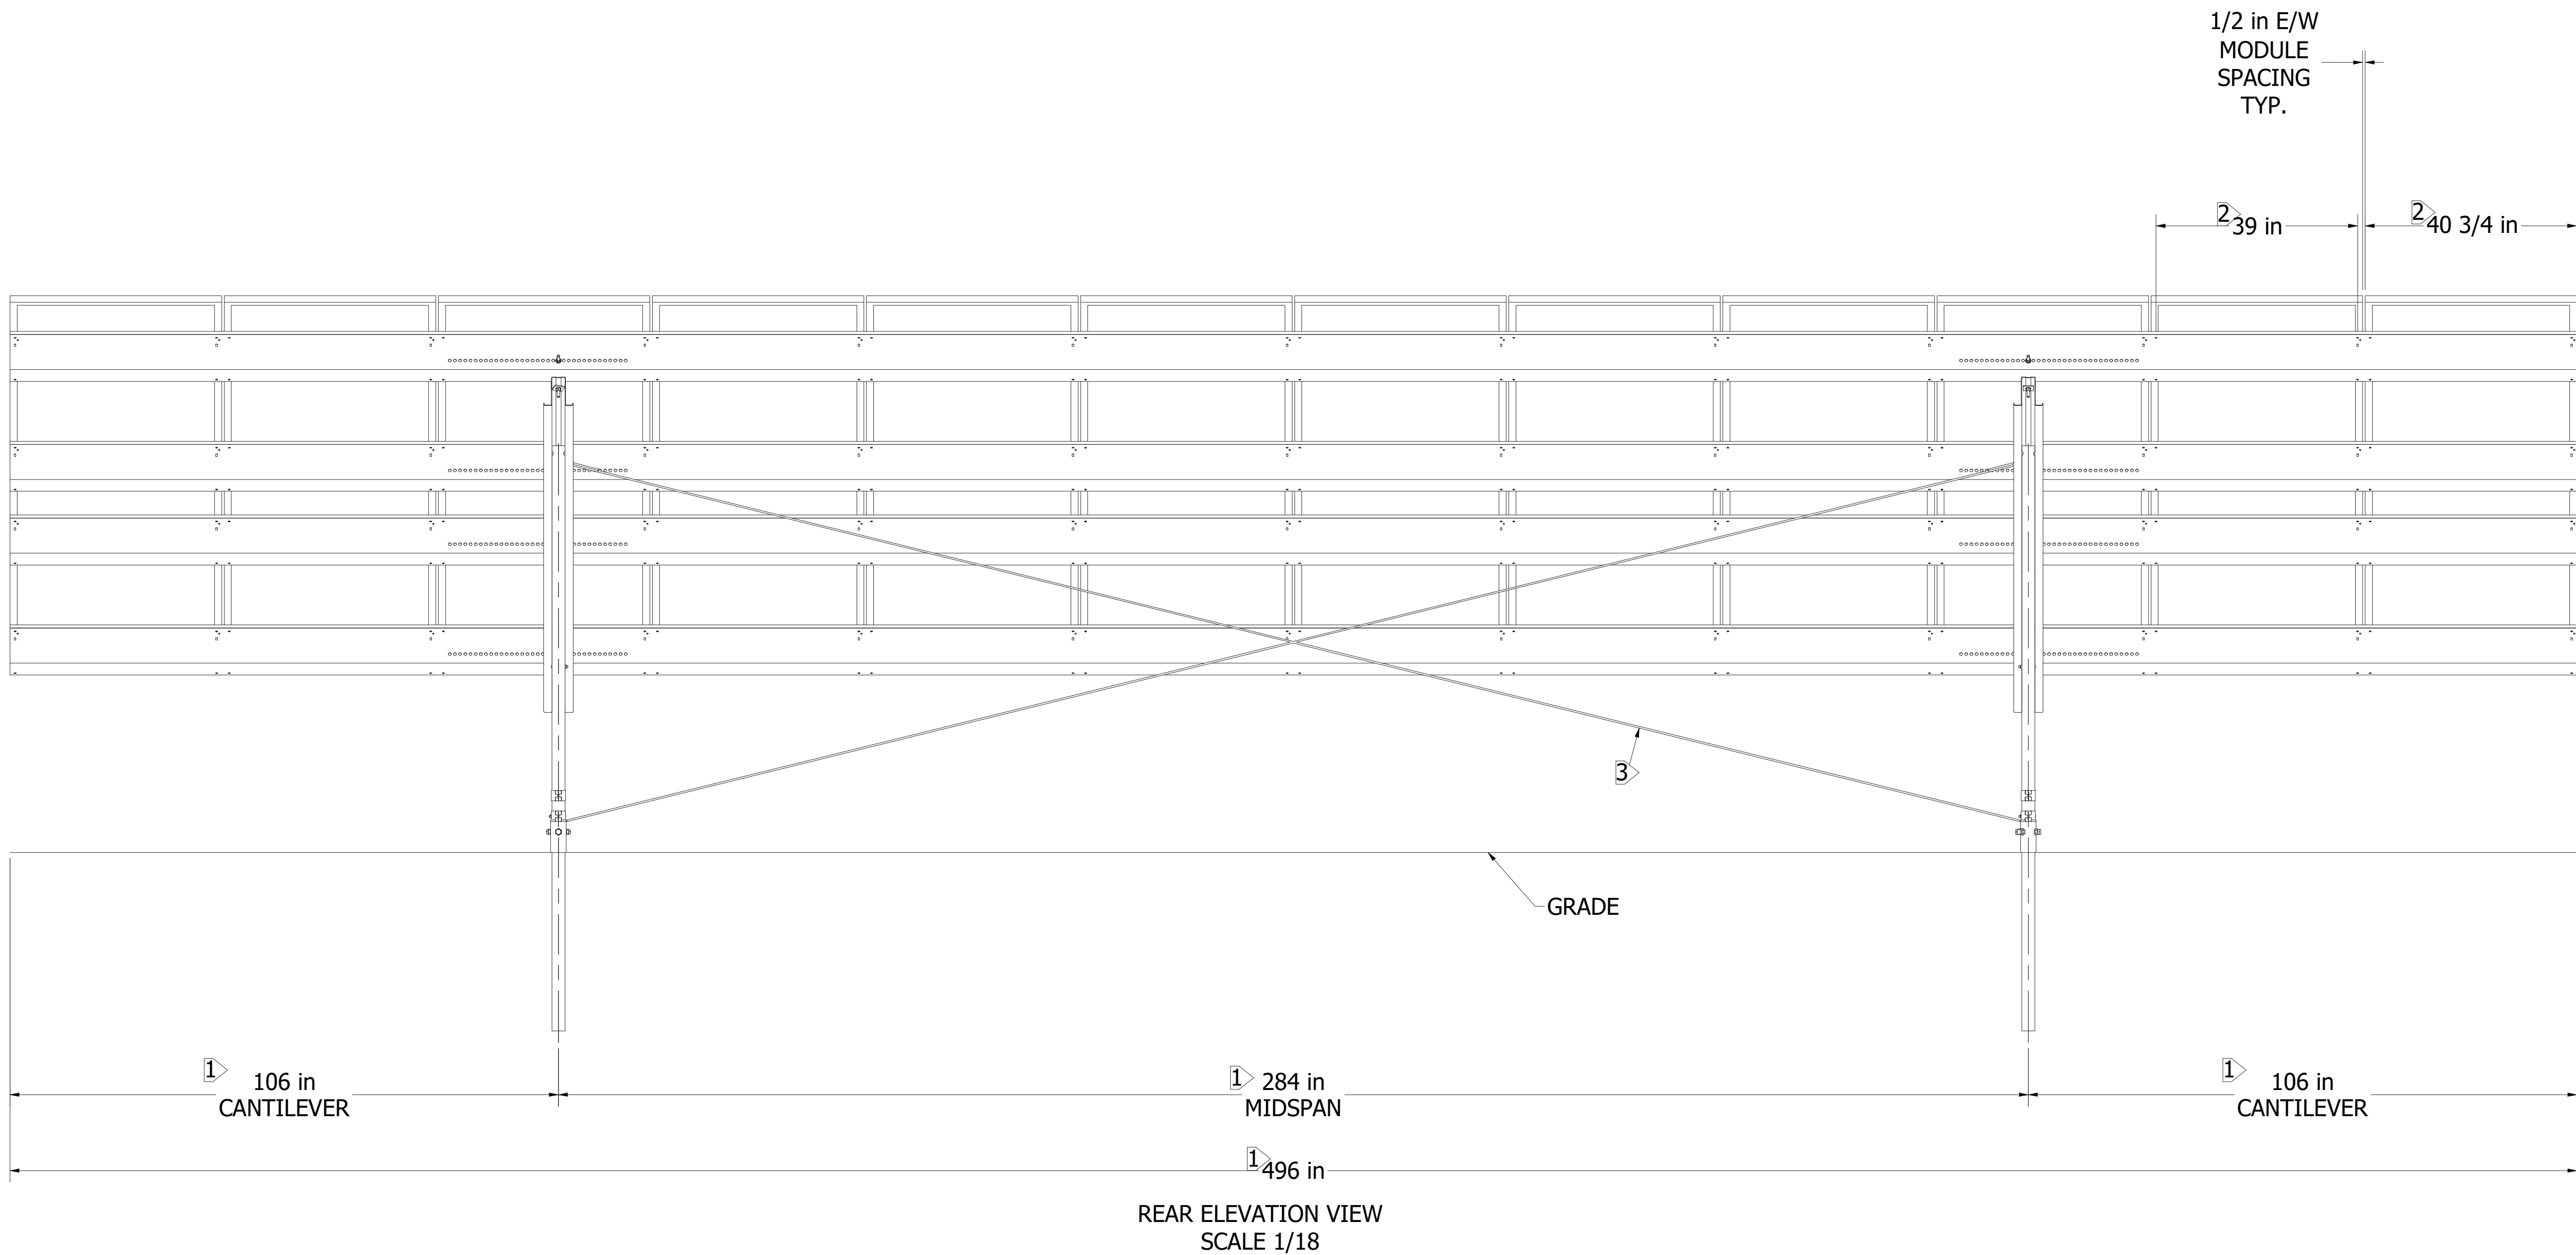 1/2 in E/W
MODULE
SPACING
TYP.
2
39 in
2
40 3/4 in
3
GRADE
1
106 in
CANTILEVER
1
284 in
MIDSPAN
1
106 in
CANTILEVER
1
496 in
REAR ELEVATION VIEW
SCALE 1/18